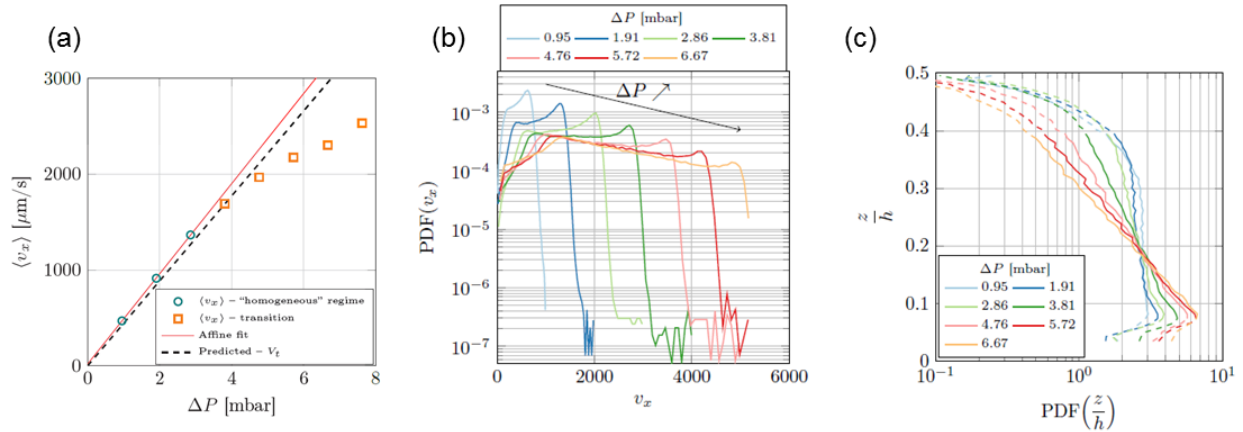 (a)
3000
2000
1000
0
⟨v_x⟩ [μm/s]
⟨v_x⟩ – "homogeneous" regime
⟨v_x⟩ – transition
Affine fit
Predicted – V_t
0 2 4 6 8
ΔP [mbar]
(b)
ΔP [mbar]
0.95 1.91 2.86 3.81
4.76 5.72 6.67
ΔP ↗
10^{-3}
10^{-4}
10^{-5}
10^{-6}
10^{-7}
PDF(v_x)
0 2000 4000 6000
v_x
(c)
0.5
0.4
0.3
0.2
0.1
0
z/h
ΔP [mbar]
0.95 1.91
2.86 3.81
4.76 5.72
6.67
10^{-1} 10^0 10^1
PDF(z/h)